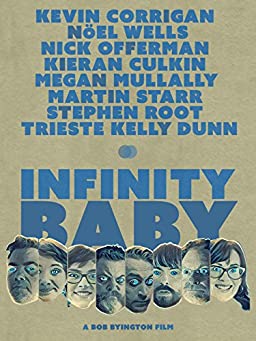 KEVIN CORRIGAN
NÖEL WELLS
NICK OFFERMAN
KIERAN CULKIN
MEGAN MULLALLY
MARTIN STARR
STEPHEN ROOT
TRIESTE KELLY DUNN
INFINITY
BABY
A BOB BYINGTON FILM